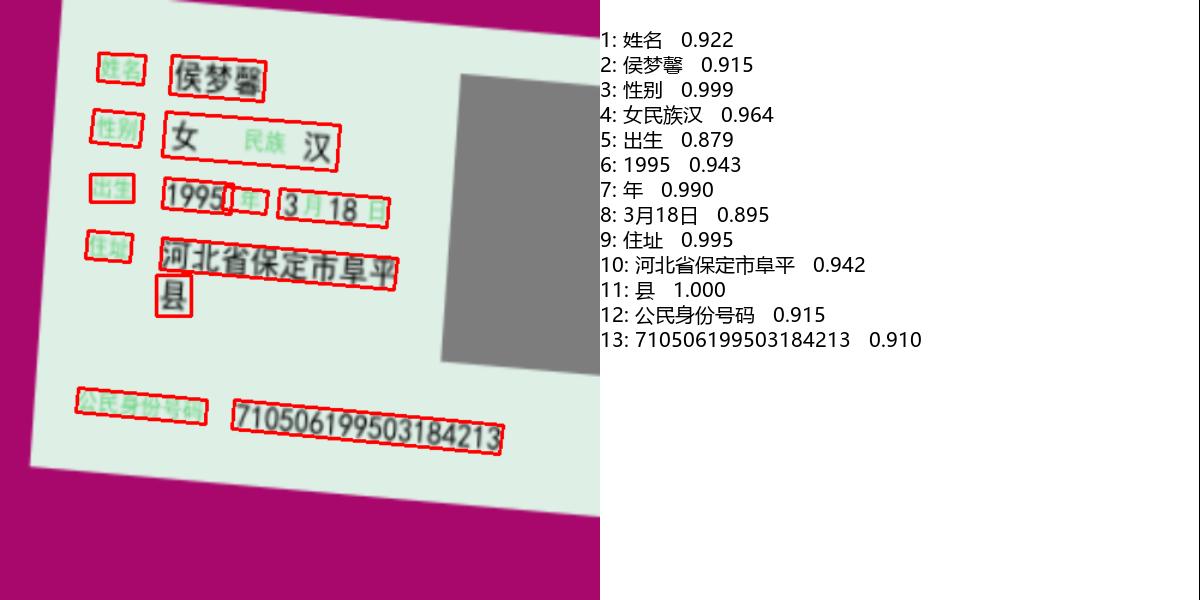 姓名 侯梦馨
性别 女 民族 汉
出生 1995 年 3 月 18 日
住址 河北省保定市阜平
县
公民身份号码 710506199503184213
1: 姓名 0.922
2: 侯梦馨 0.915
3: 性别 0.999
4: 女民族汉 0.964
5: 出生 0.879
6: 1995 0.943
7: 年 0.990
8: 3月18日 0.895
9: 住址 0.995
10: 河北省保定市阜平 0.942
11: 县 1.000
12: 公民身份号码 0.915
13: 710506199503184213 0.910